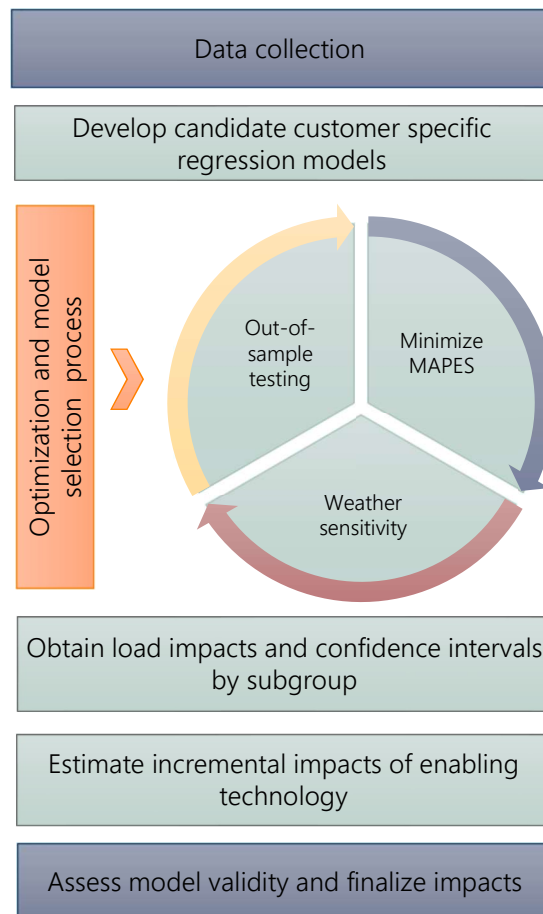 Data collection
Develop candidate customer specific
regression models
Optimization and model
selection process
Out-of-
sample
testing
Minimize
MAPES
Weather
sensitivity
Obtain load impacts and confidence intervals
by subgroup
Estimate incremental impacts of enabling
technology
Assess model validity and finalize impacts